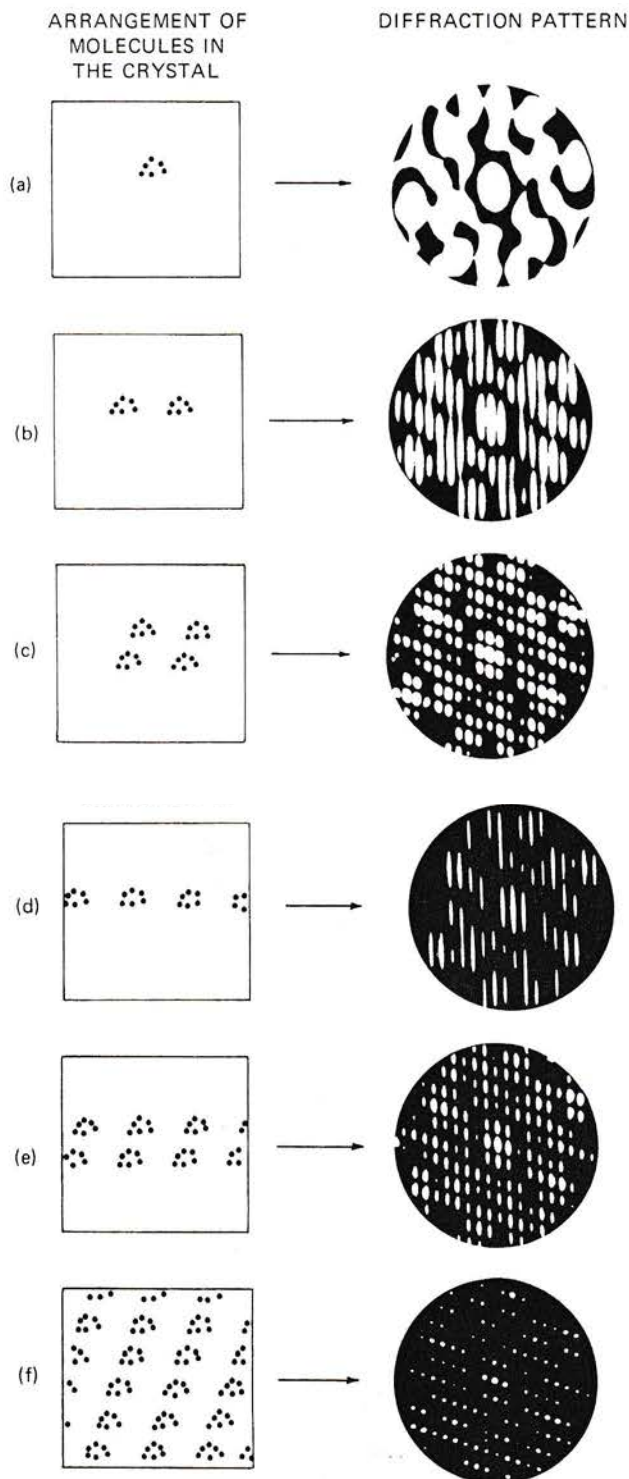 ARRANGEMENT OF
MOLECULES IN
THE CRYSTAL
DIFFRACTION PATTERN
(a)
(b)
(c)
(d)
(e)
(f)